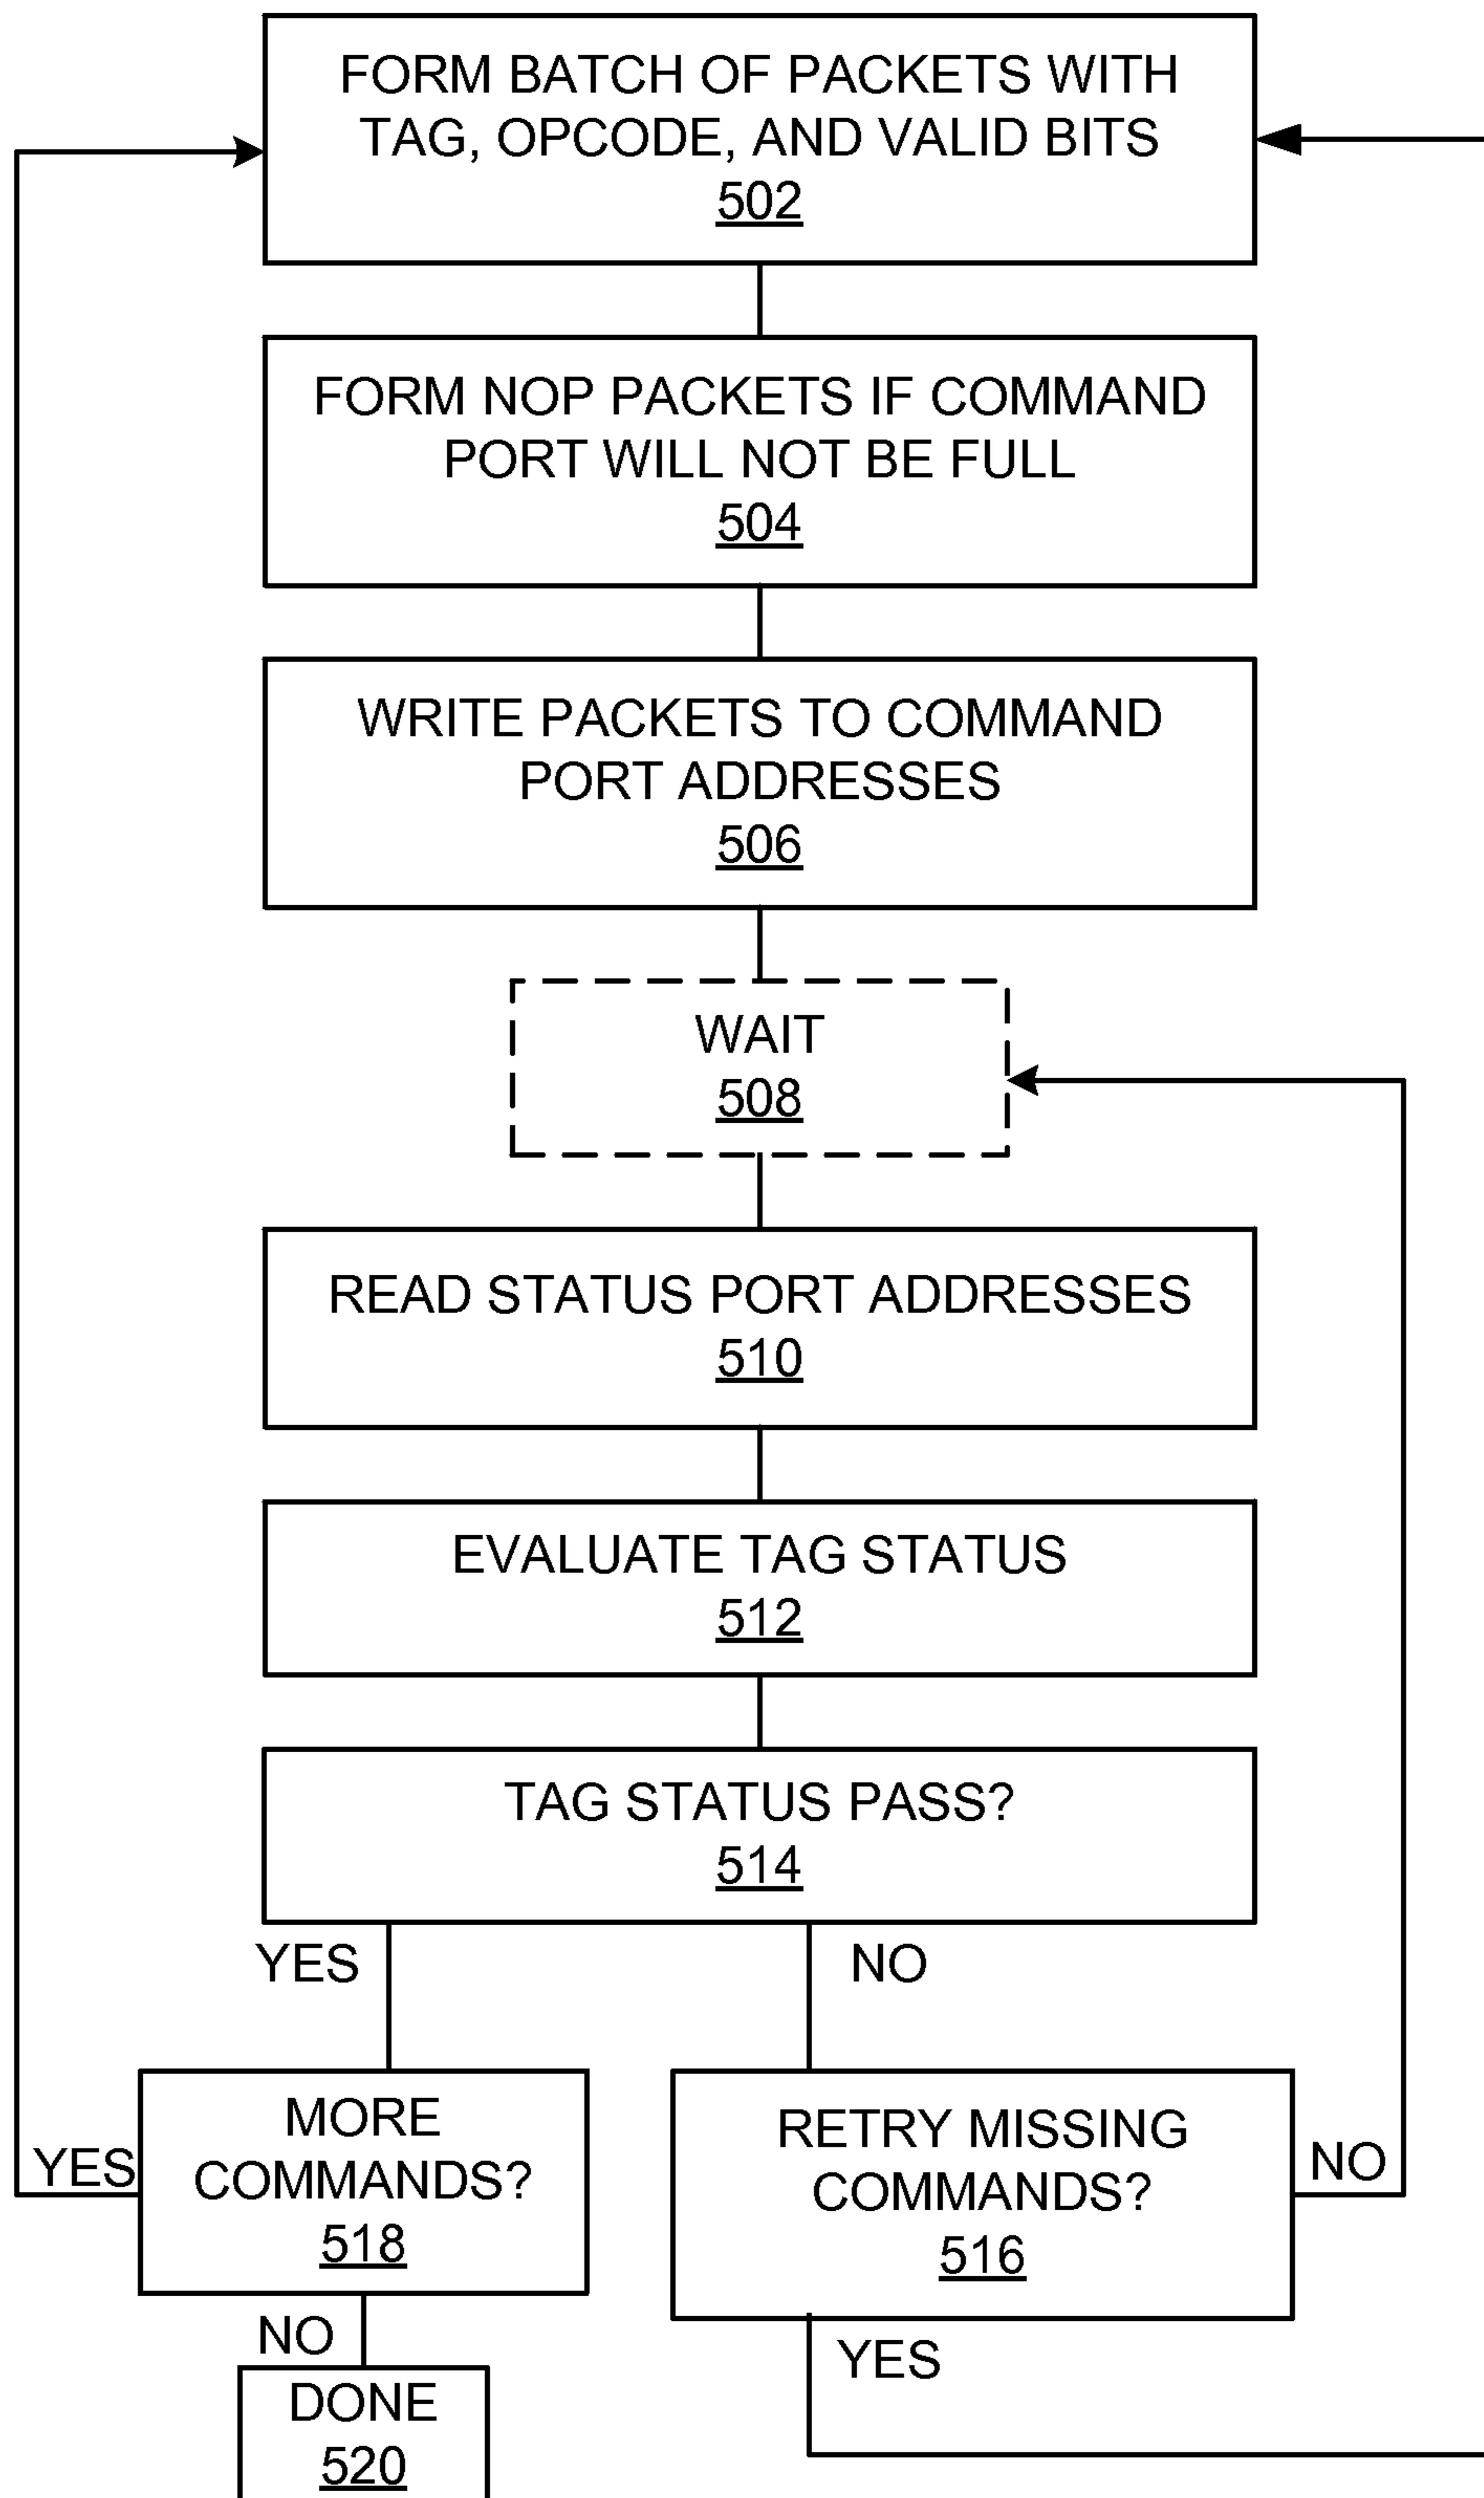 FORM BATCH OF PACKETS WITH
TAG, OPCODE, AND VALID BITS
502
FORM NOP PACKETS IF COMMAND
PORT WILL NOT BE FULL
504
WRITE PACKETS TO COMMAND
PORT ADDRESSES
506
WAIT
508
READ STATUS PORT ADDRESSES
510
EVALUATE TAG STATUS
512
TAG STATUS PASS?
514
YES
NO
MORE
COMMANDS?
518
YES
RETRY MISSING
COMMANDS?
516
NO
NO
YES
DONE
520